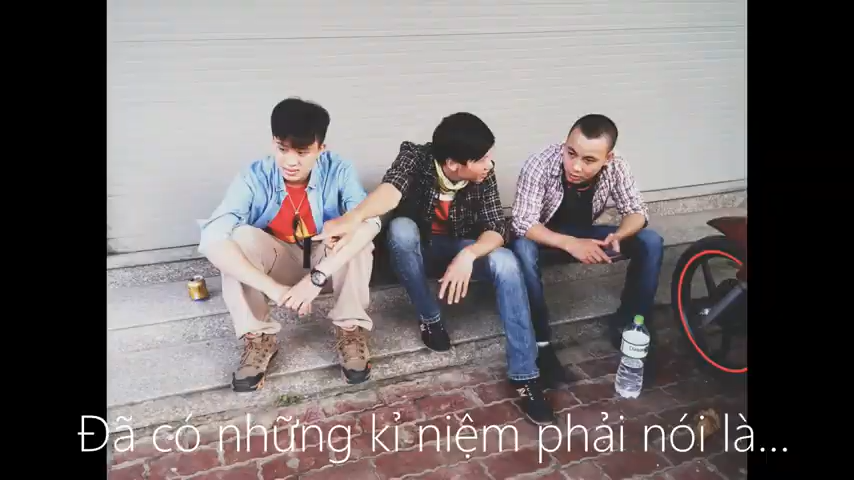 Đã có những kỉ niệm phải nói là...